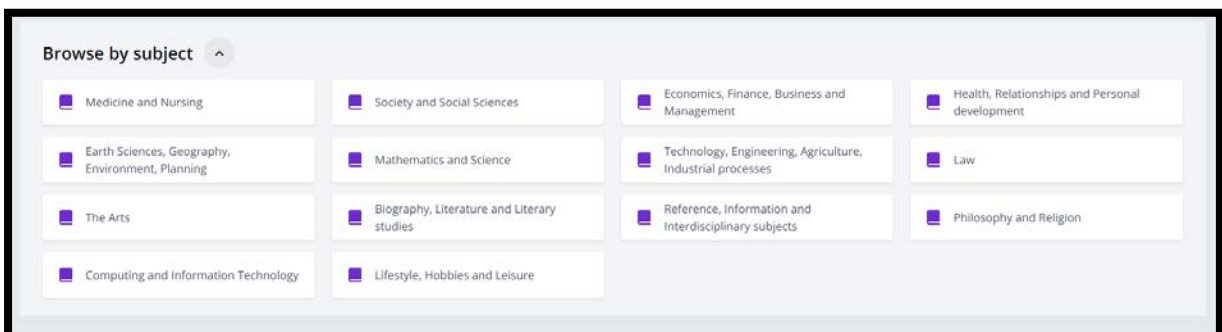 Browse by subject
Medicine and Nursing
Society and Social Sciences
Economics, Finance, Business and
Management
Health, Relationships and Personal
development
Earth Sciences, Geography,
Environment, Planning
Mathematics and Science
Technology, Engineering, Agriculture,
Industrial processes
Law
The Arts
Biography, Literature and Literary
studies
Reference, Information and
Interdisciplinary subjects
Philosophy and Religion
Computing and Information Technology
Lifestyle, Hobbies and Leisure